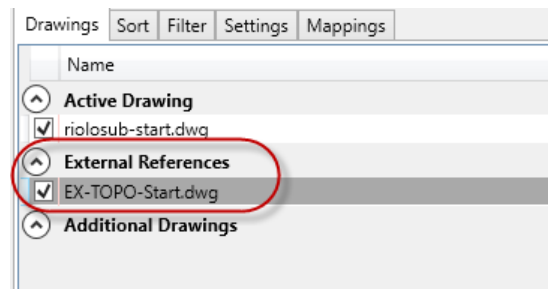 Drawings Sort Filter Settings Mappings
Name
Active Drawing
riolosub-start.dwg
External References
EX-TOPO-Start.dwg
Additional Drawings